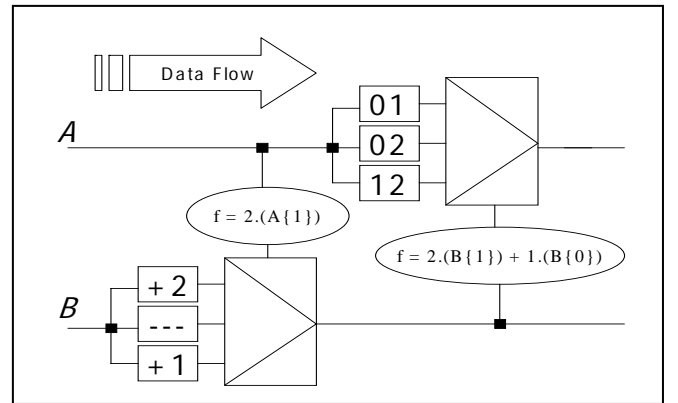 Data Flow
01
A
02
12
f = 2.(A{1})
f = 2.(B{1}) + 1.(B{0})
+2
B
---
+1